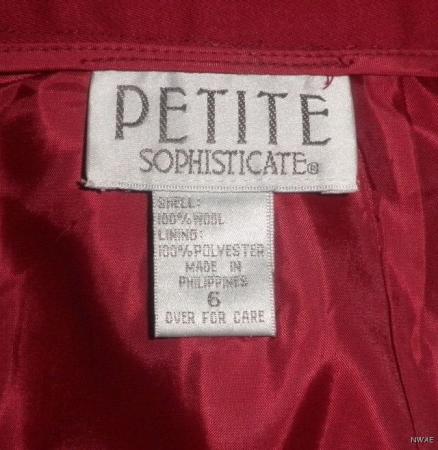 PETITE
SOPHISTICATE®
SHELL:
100%WOOL
LINING:
100%POLYESTER
MADE IN
PHILIPPINES
6
OVER FOR CARE
NWAE